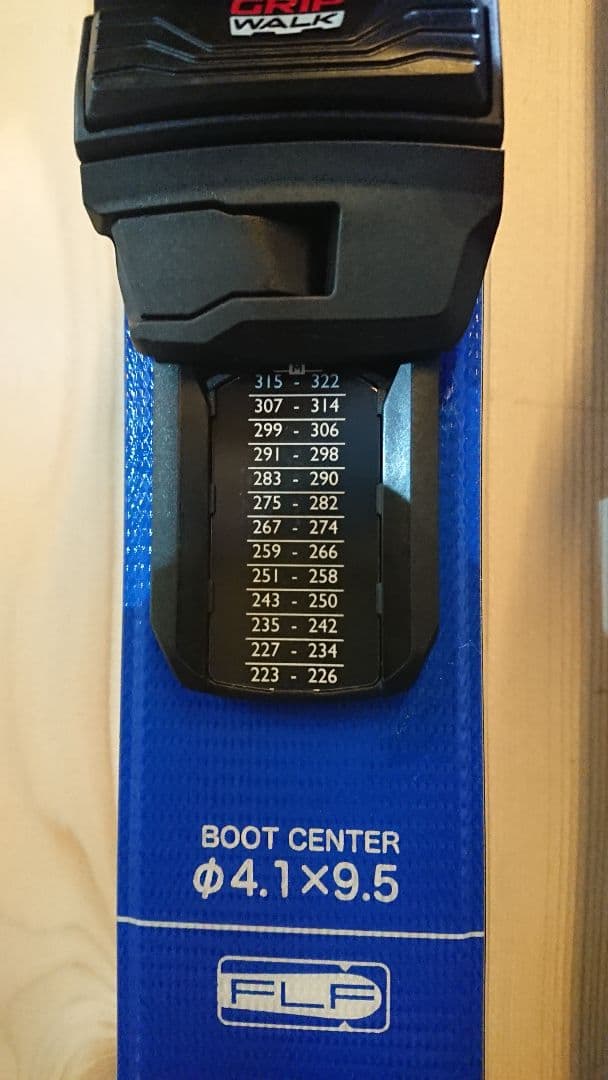 GRIP
WALK
M
315 - 322
307 - 314
299 - 306
291 - 298
283 - 290
275 - 282
267 - 274
259 - 266
251 - 258
243 - 250
235 - 242
227 - 234
223 - 226
BOOT CENTER
φ4.1×9.5
FLF